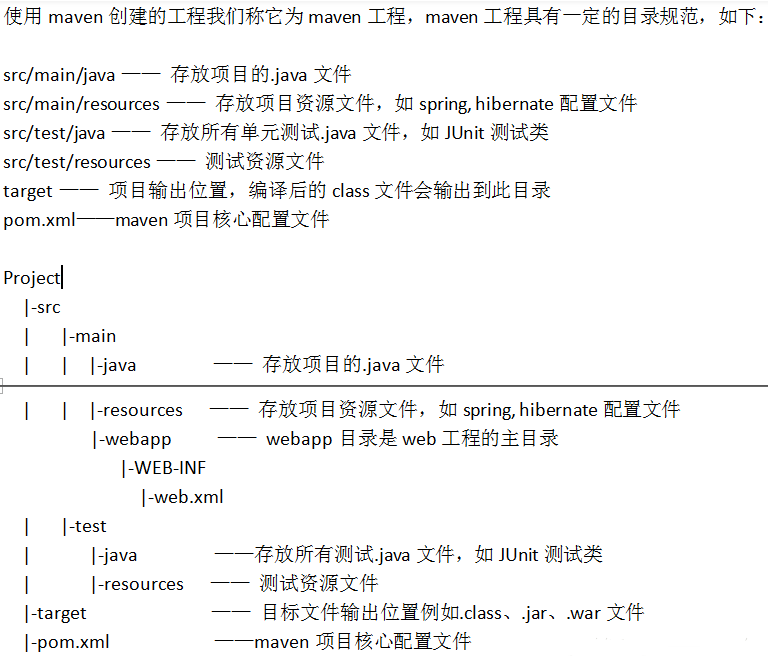 使用 maven 创建的工程我们称它为 maven 工程，maven 工程具有一定的目录规范，如下：
src/main/java —— 存放项目的.java 文件
src/main/resources —— 存放项目资源文件，如 spring, hibernate 配置文件
src/test/java —— 存放所有单元测试.java 文件，如 JUnit 测试类
src/test/resources —— 测试资源文件
target —— 项目输出位置，编译后的 class 文件会输出到此目录
pom.xml——maven 项目核心配置文件
Project
|-src
| |-main
| | |-java —— 存放项目的.java 文件
| | |-resources —— 存放项目资源文件，如 spring, hibernate 配置文件
|-webapp —— webapp 目录是 web 工程的主目录
|-WEB-INF
|-web.xml
| |-test
| |-java ——存放所有测试.java 文件，如 JUnit 测试类
| |-resources —— 测试资源文件
|-target —— 目标文件输出位置例如.class、.jar、.war 文件
|-pom.xml ——maven 项目核心配置文件